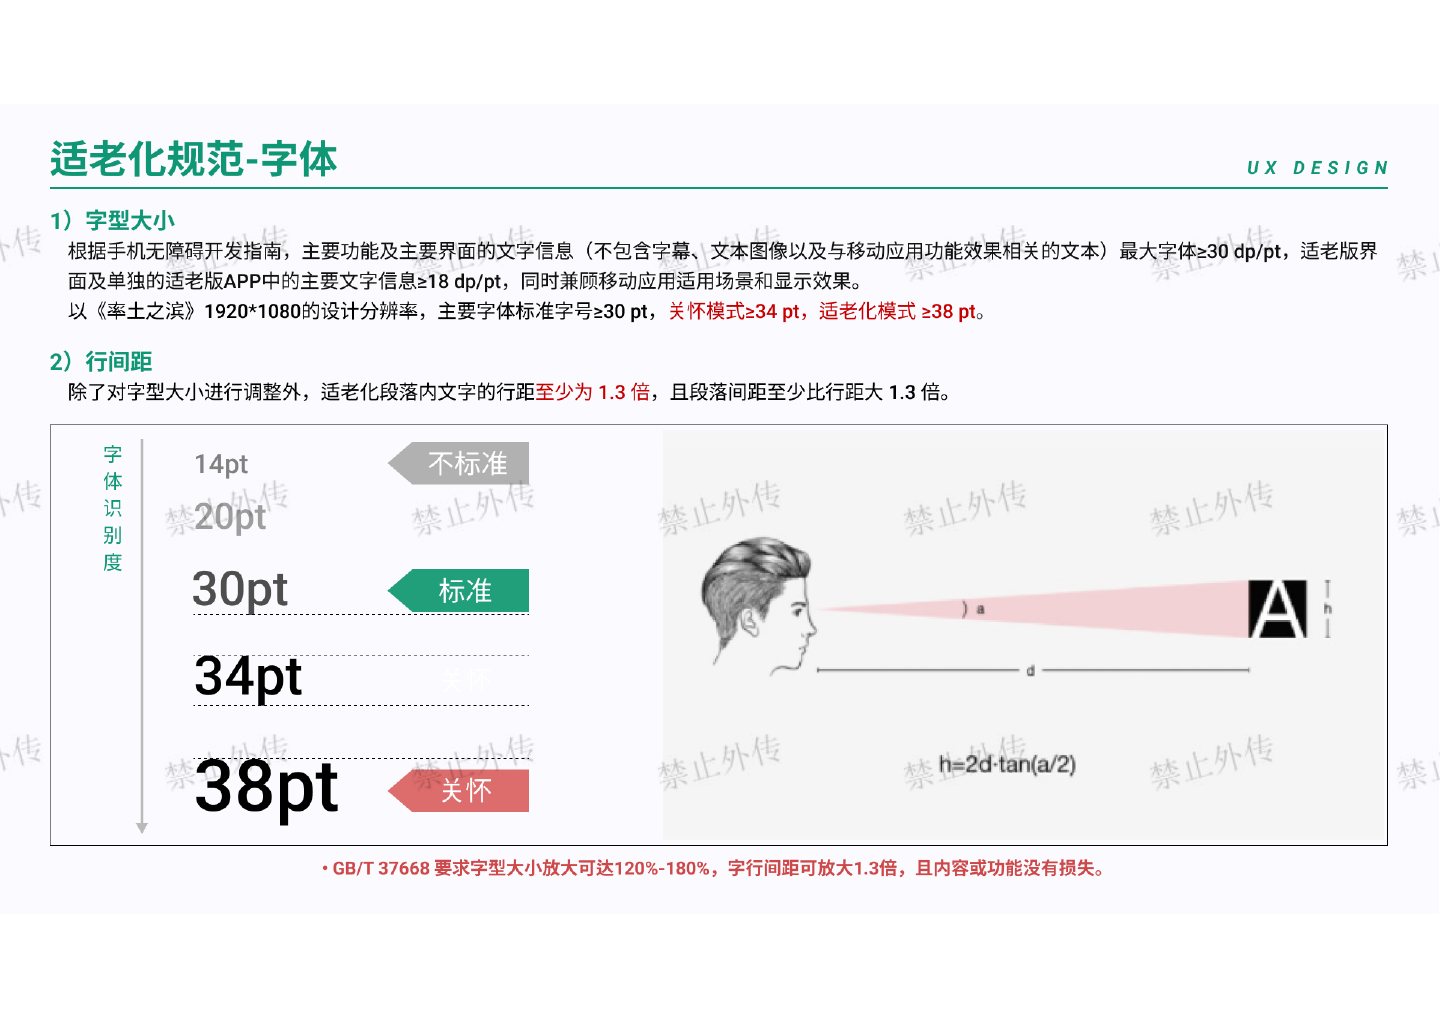 适老化规范-字体
UX DESIGN
1）字型大小
根据手机无障碍开发指南，主要功能及主要界面的文字信息（不包含字幕、文本图像以及与移动应用功能效果相关的文本）最大字体≥30 dp/pt，适老版界
面及单独的适老版APP中的主要文字信息≥18 dp/pt，同时兼顾移动应用适用场景和显示效果。
以《率土之滨》1920*1080的设计分辨率，主要字体标准字号≥30 pt，关怀模式≥34 pt，适老化模式 ≥38 pt。
2）行间距
除了对字型大小进行调整外，适老化段落内文字的行距至少为 1.3 倍，且段落间距至少比行距大 1.3 倍。
字体识别度
14pt
不标准
20pt
30pt
标准
34pt
关怀
38pt
关怀
) a
A
h
d
h=2d·tan(a/2)
• GB/T 37668 要求字型大小放大可达120%-180%，字行间距可放大1.3倍，且内容或功能没有损失。
禁止外传